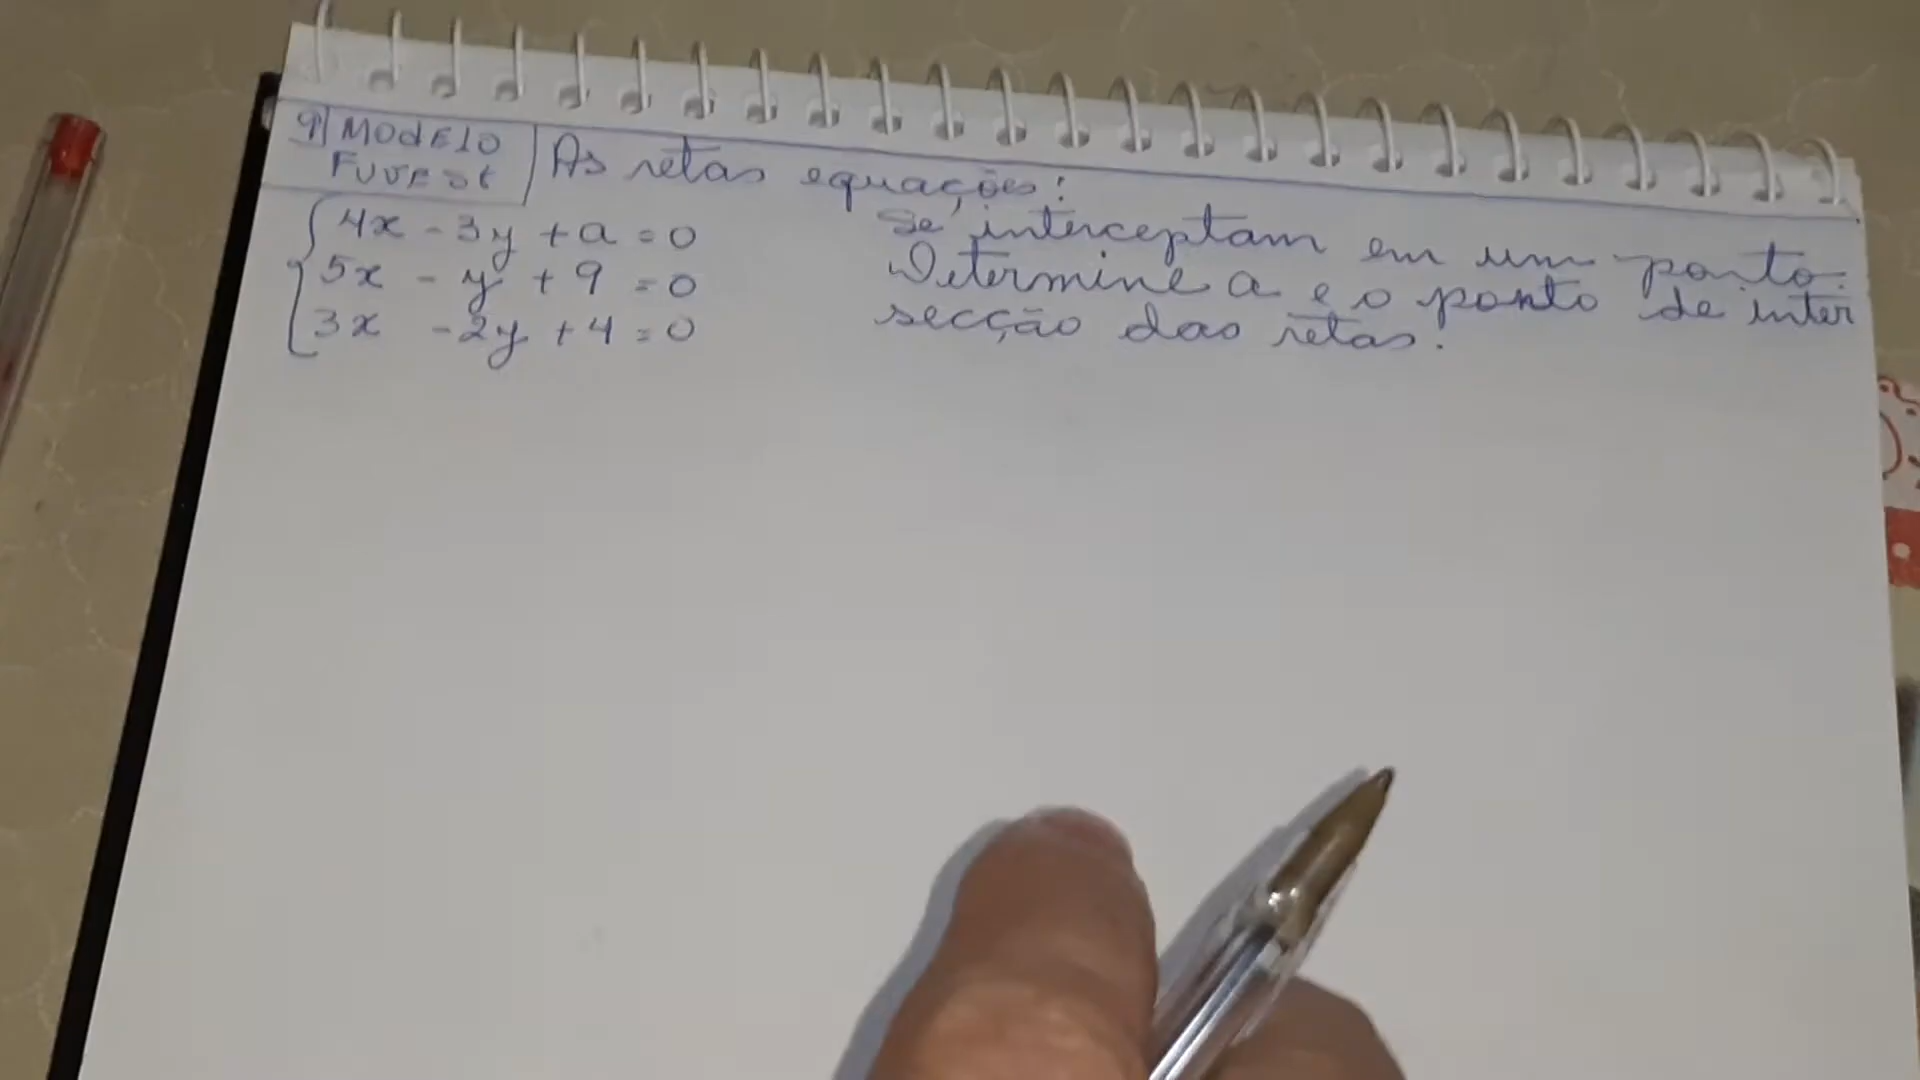 9) MODELO
FUVEST
As retas equações:
4x - 3y + a = 0
5x - y + 9 = 0
3x - 2y + 4 = 0
se interceptam em um ponto.
Determine a e o ponto de inter
secção das retas.